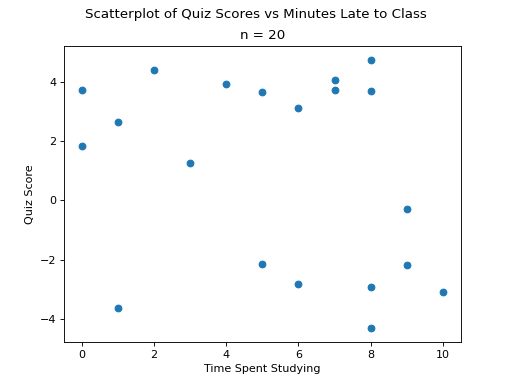 Scatterplot of Quiz Scores vs Minutes Late to Class
n = 20
4
2
0
−2
−4
Quiz Score
0 2 4 6 8 10
Time Spent Studying